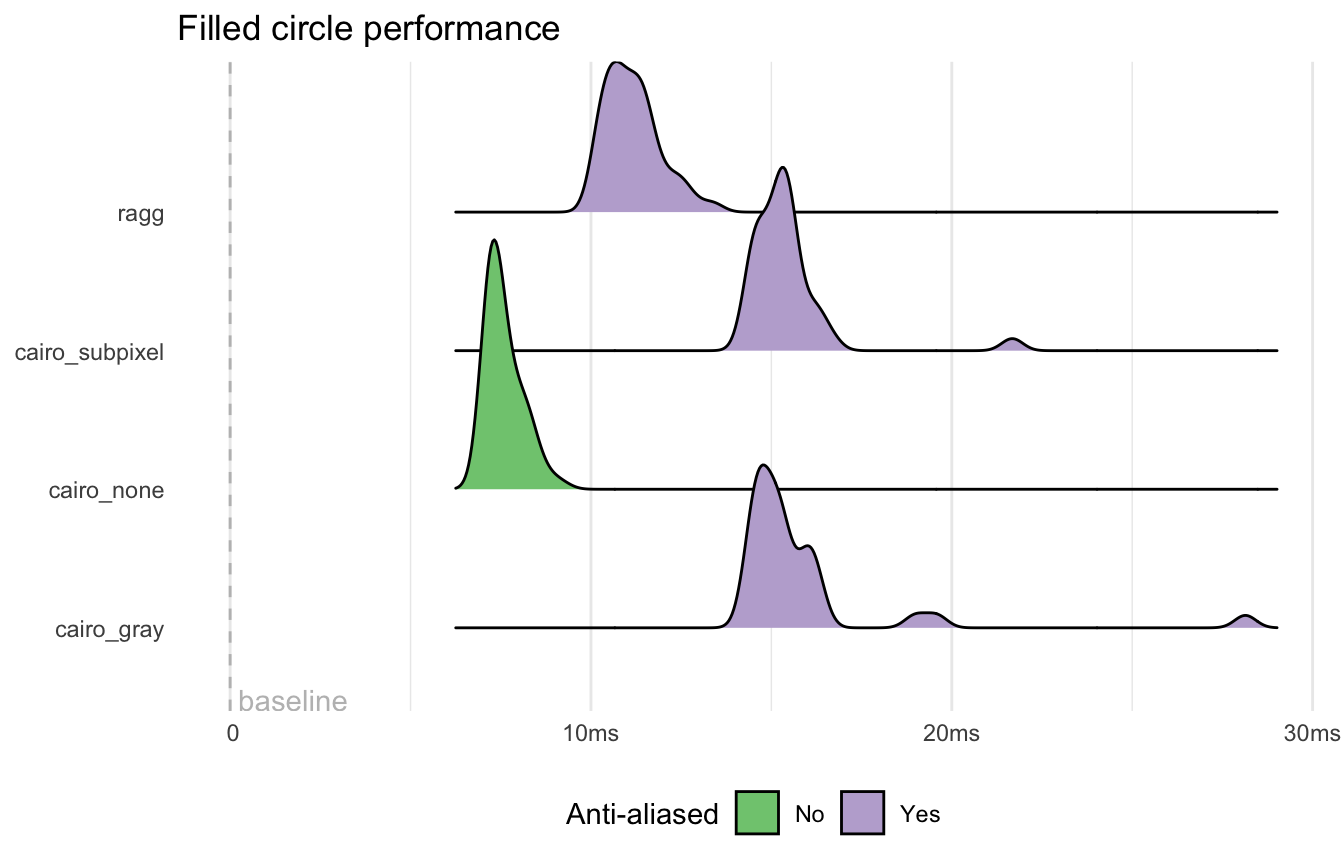 Filled circle performance
ragg
cairo_subpixel
cairo_none
cairo_gray
baseline
0 10ms 20ms 30ms
Anti-aliased No Yes